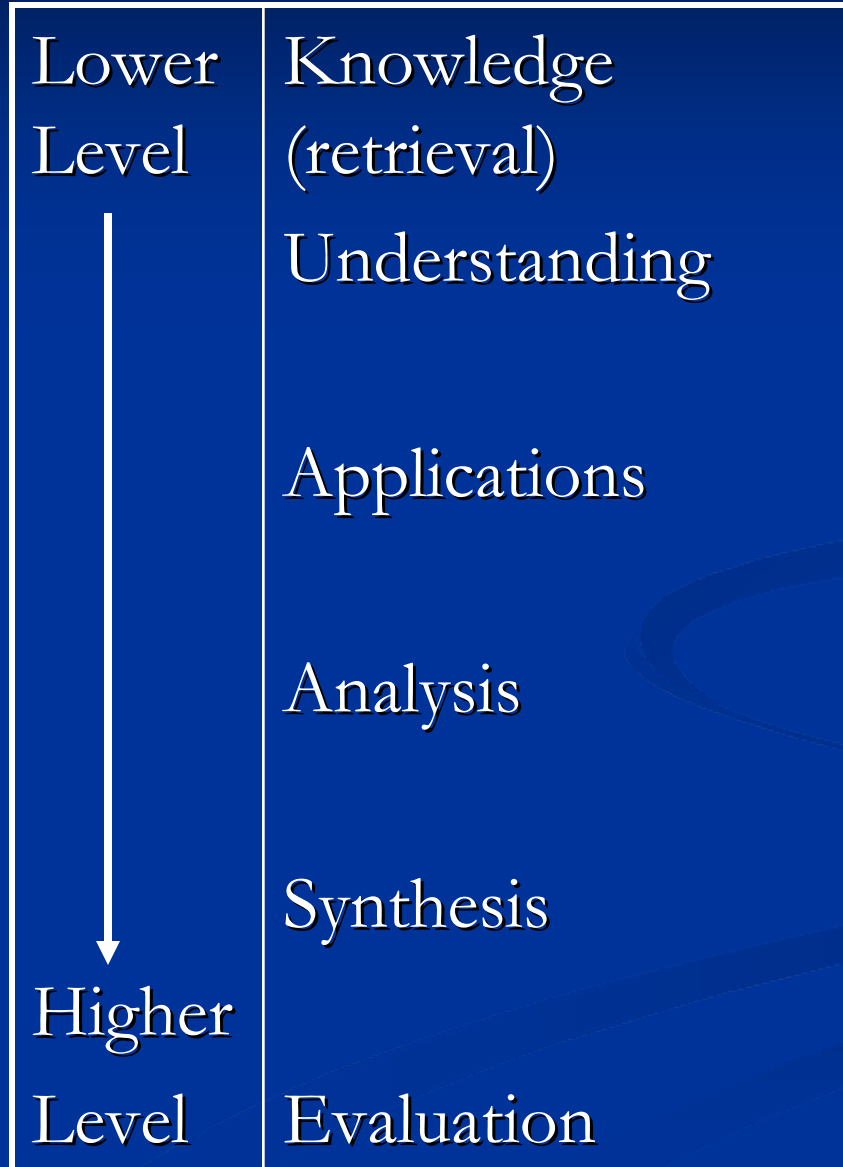 Lower
Level
Knowledge
(retrieval)
Understanding
Applications
Analysis
Synthesis
Higher
Level
Evaluation